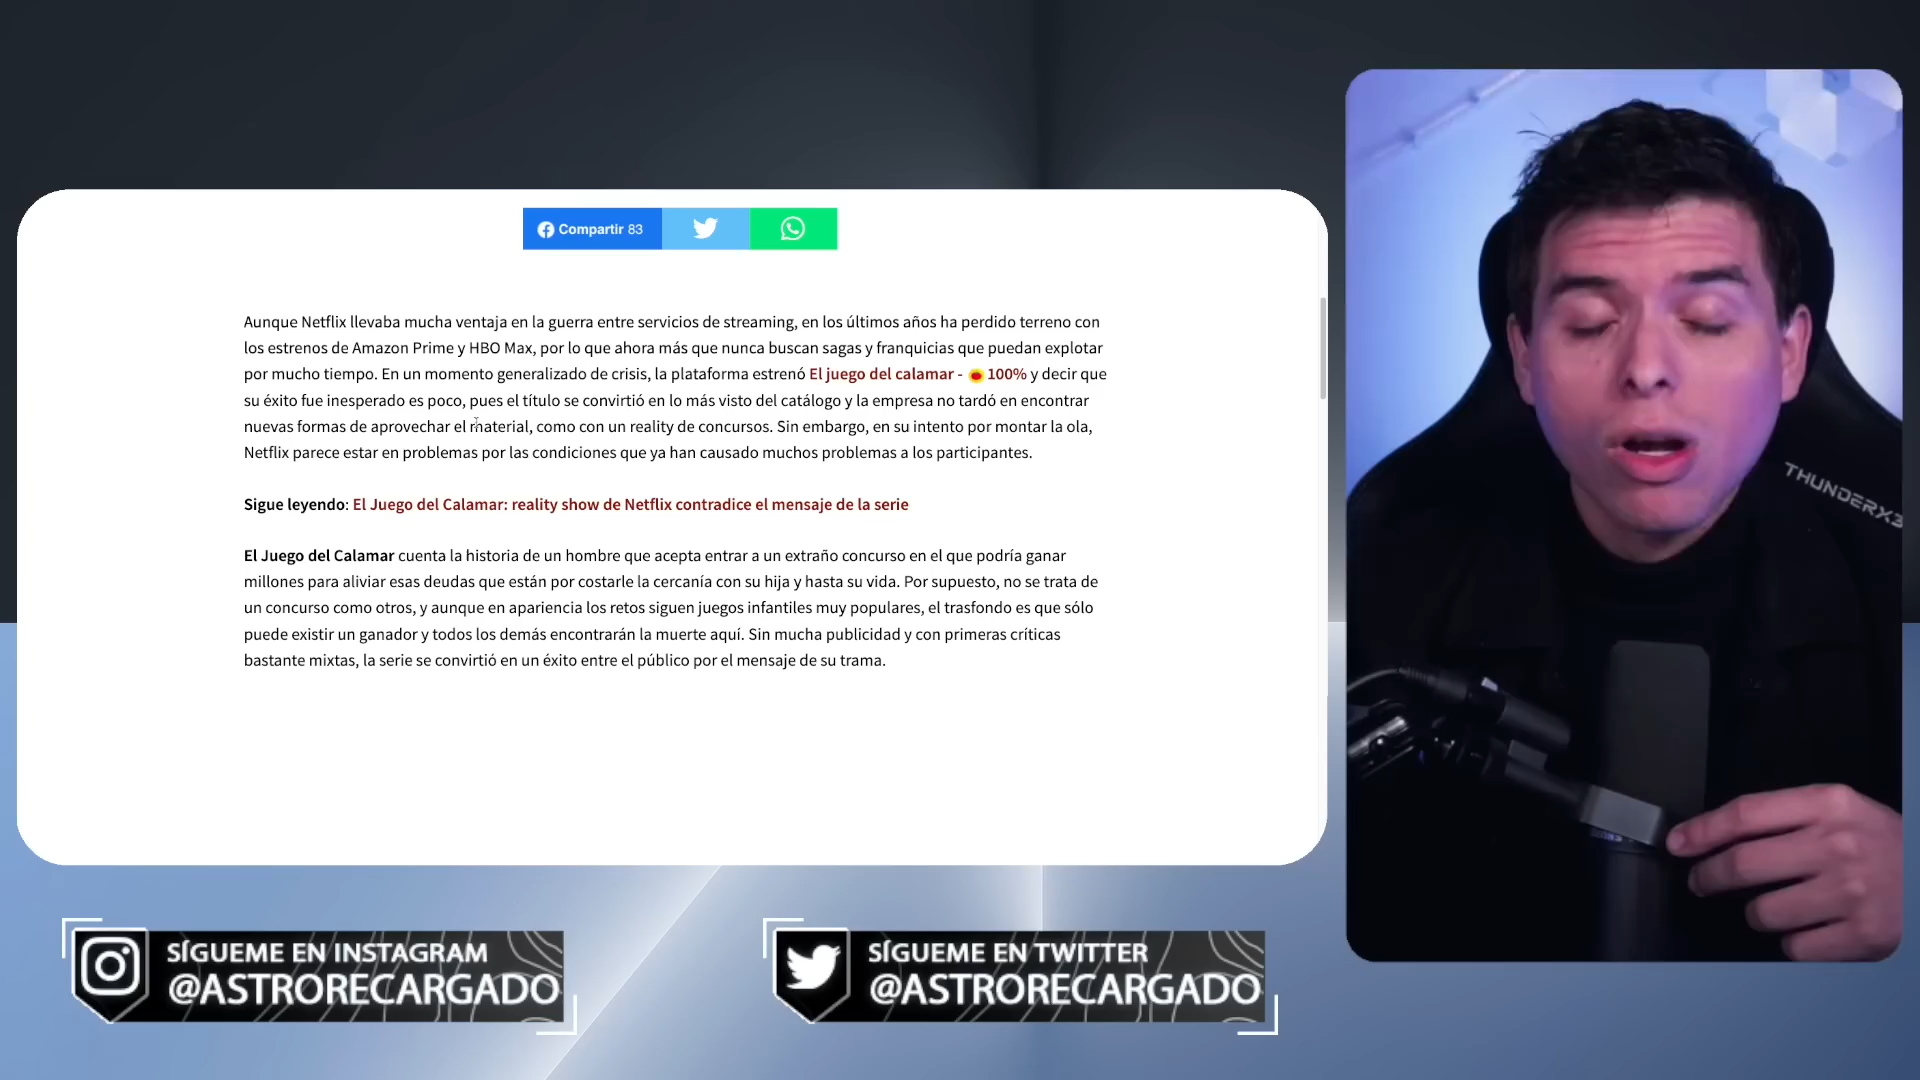 Compartir 83
Aunque Netflix llevaba mucha ventaja en la guerra entre servicios de streaming, en los últimos años ha perdido terreno con
los estrenos de Amazon Prime y HBO Max, por lo que ahora más que nunca buscan sagas y franquicias que puedan explotar
por mucho tiempo. En un momento generalizado de crisis, la plataforma estrenó El juego del calamar - 100% y decir que
su éxito fue inesperado es poco, pues el título se convirtió en lo más visto del catálogo y la empresa no tardó en encontrar
nuevas formas de aprovechar el material, como con un reality de concursos. Sin embargo, en su intento por montar la ola,
Netflix parece estar en problemas por las condiciones que ya han causado muchos problemas a los participantes.
Sigue leyendo: El Juego del Calamar: reality show de Netflix contradice el mensaje de la serie
El Juego del Calamar cuenta la historia de un hombre que acepta entrar a un extraño concurso en el que podría ganar
millones para aliviar esas deudas que están por costarle la cercanía con su hija y hasta su vida. Por supuesto, no se trata de
un concurso como otros, y aunque en apariencia los retos siguen juegos infantiles muy populares, el trasfondo es que sólo
puede existir un ganador y todos los demás encontrarán la muerte aquí. Sin mucha publicidad y con primeras críticas
bastante mixtas, la serie se convirtió en un éxito entre el público por el mensaje de su trama.
THUNDERX3
SÍGUEME EN INSTAGRAM
@ASTRORECARGADO
SÍGUEME EN TWITTER
@ASTRORECARGADO